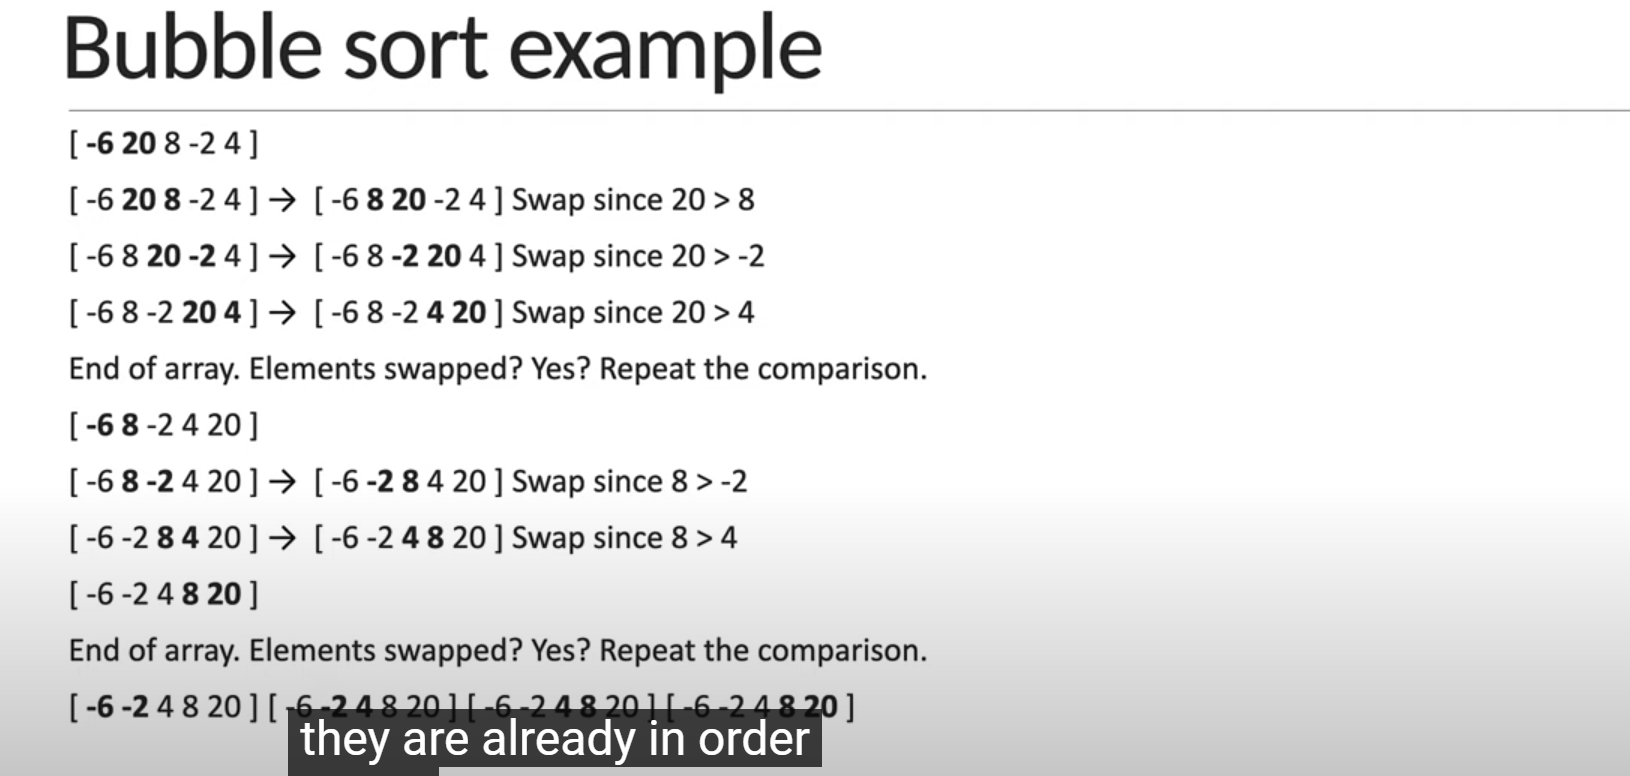 Bubble sort example
[ -6 20 8 -2 4 ]
[ -6 20 8 -2 4 ] → [ -6 8 20 -2 4 ] Swap since 20 > 8
[ -6 8 20 -2 4 ] → [ -6 8 -2 20 4 ] Swap since 20 > -2
[ -6 8 -2 20 4 ] → [ -6 8 -2 4 20 ] Swap since 20 > 4
End of array. Elements swapped? Yes? Repeat the comparison.
[ -6 8 -2 4 20 ]
[ -6 8 -2 4 20 ] → [ -6 -2 8 4 20 ] Swap since 8 > -2
[ -6 -2 8 4 20 ] → [ -6 -2 4 8 20 ] Swap since 8 > 4
[ -6 -2 4 8 20 ]
End of array. Elements swapped? Yes? Repeat the comparison.
[ -6 -2 4 8 20 ] [ -6 -2 4 8 20 ] [ -6 -2 4 8 20 ] [ -6 -2 4 8 20 ]
they are already in order